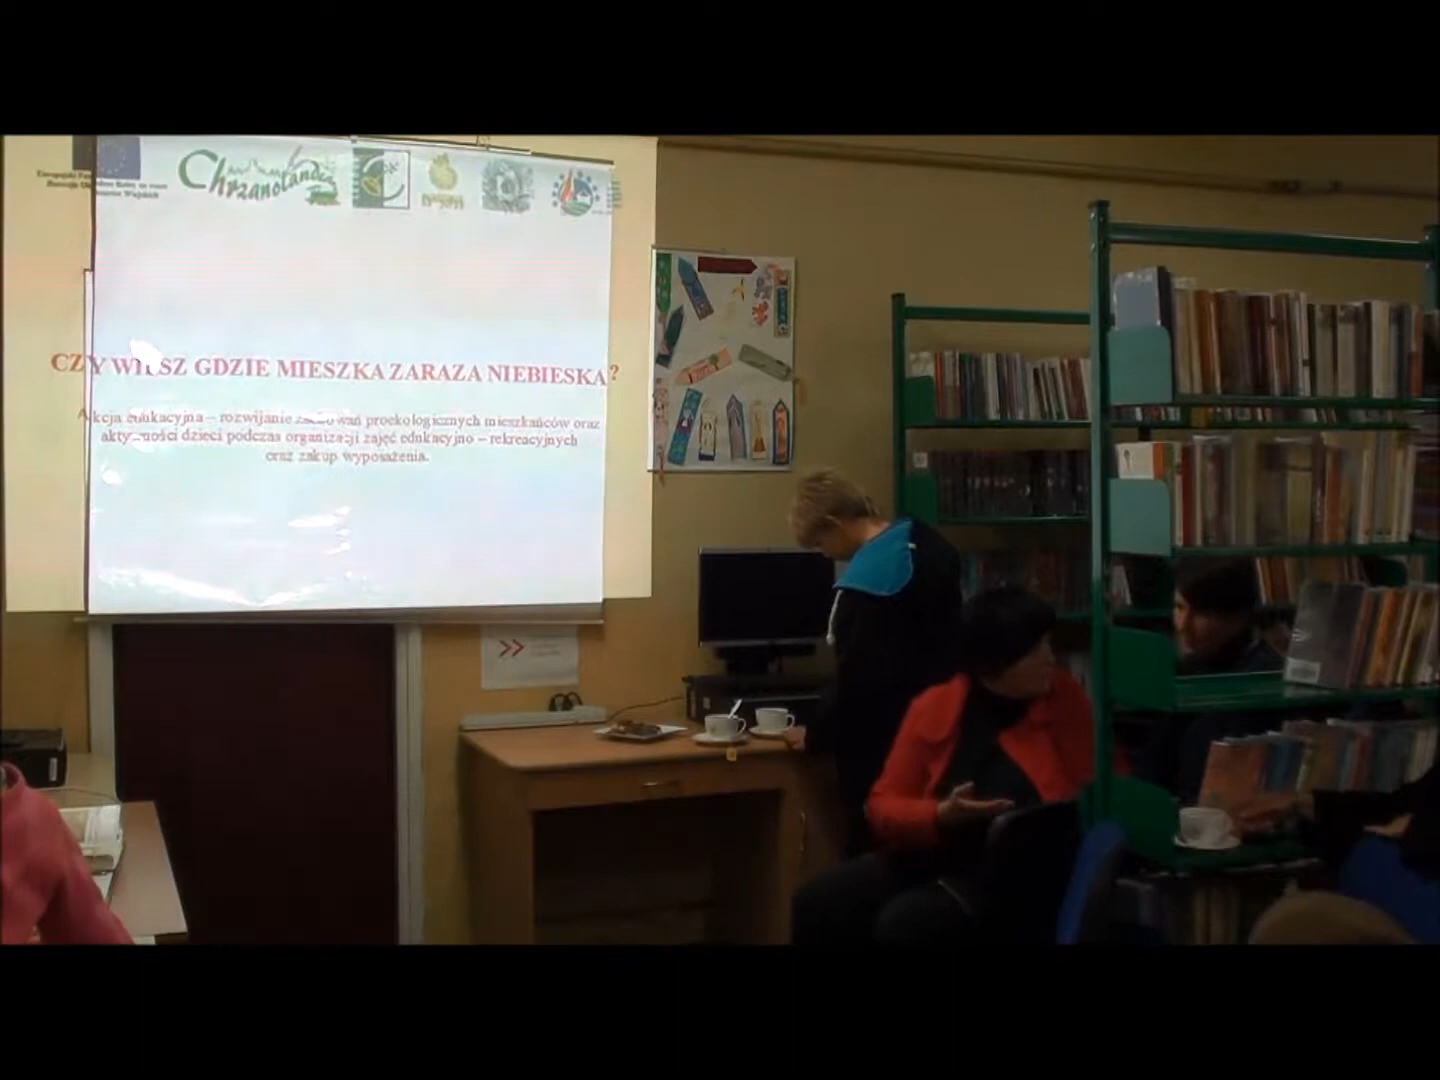 Chrzanolandia
CZY WIESZ GDZIE MIESZKA ZARAZA NIEBIESKA?
Akcja edukacyjna – rozwijanie zachowań proekologicznych mieszkańców oraz
aktywności dzieci podczas organizacji zajęć edukacyjno – rekreacyjnych
oraz zakup wyposażenia.